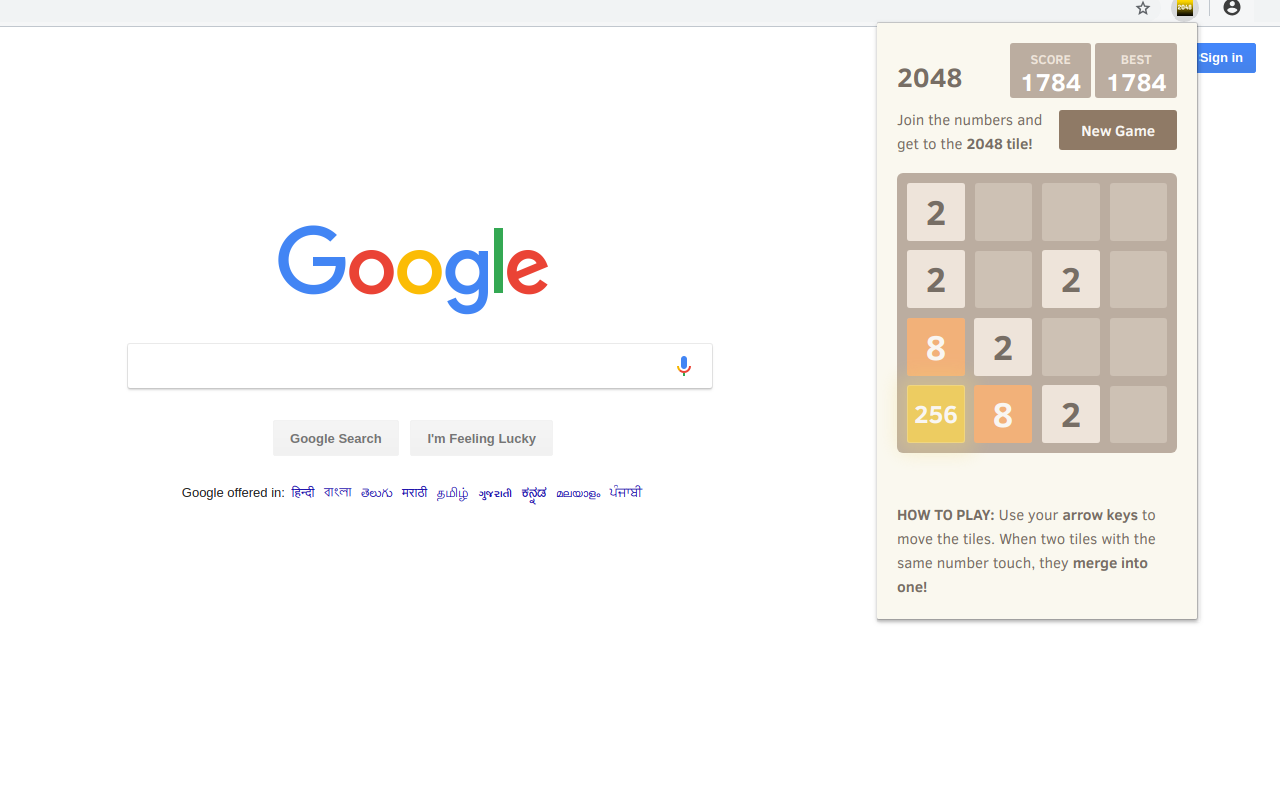 2048
Sign in
SCORE
BEST
2048
1784
1784
Join the numbers and
get to the 2048 tile!
New Game
2
2
2
8
2
256
8
2
Google
Google Search
I'm Feeling Lucky
Google offered in: हिन्दी বাংলা తెలుగు मराठी தமிழ் ગુજરાતી ಕನ್ನಡ മലയാളം ਪੰਜਾਬੀ
HOW TO PLAY: Use your arrow keys to
move the tiles. When two tiles with the
same number touch, they merge into
one!